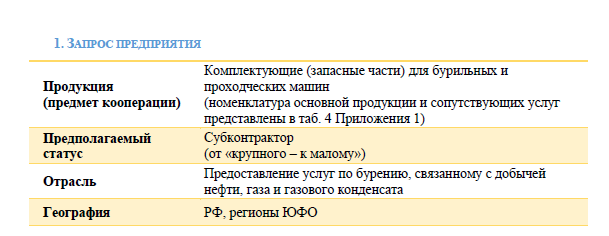 1. ЗАПРОС ПРЕДПРИЯТИЯ
Продукция
(предмет кооперации)
Комплектующие (запасные части) для бурильных и
проходческих машин
(номенклатура основной продукции и сопутствующих услуг
представлены в таб. 4 Приложения 1)
Предполагаемый
статус
Субконтрактор
(от «крупного – к малому»)
Отрасль
Предоставление услуг по бурению, связанному с добычей
нефти, газа и газового конденсата
География
РФ, регионы ЮФО